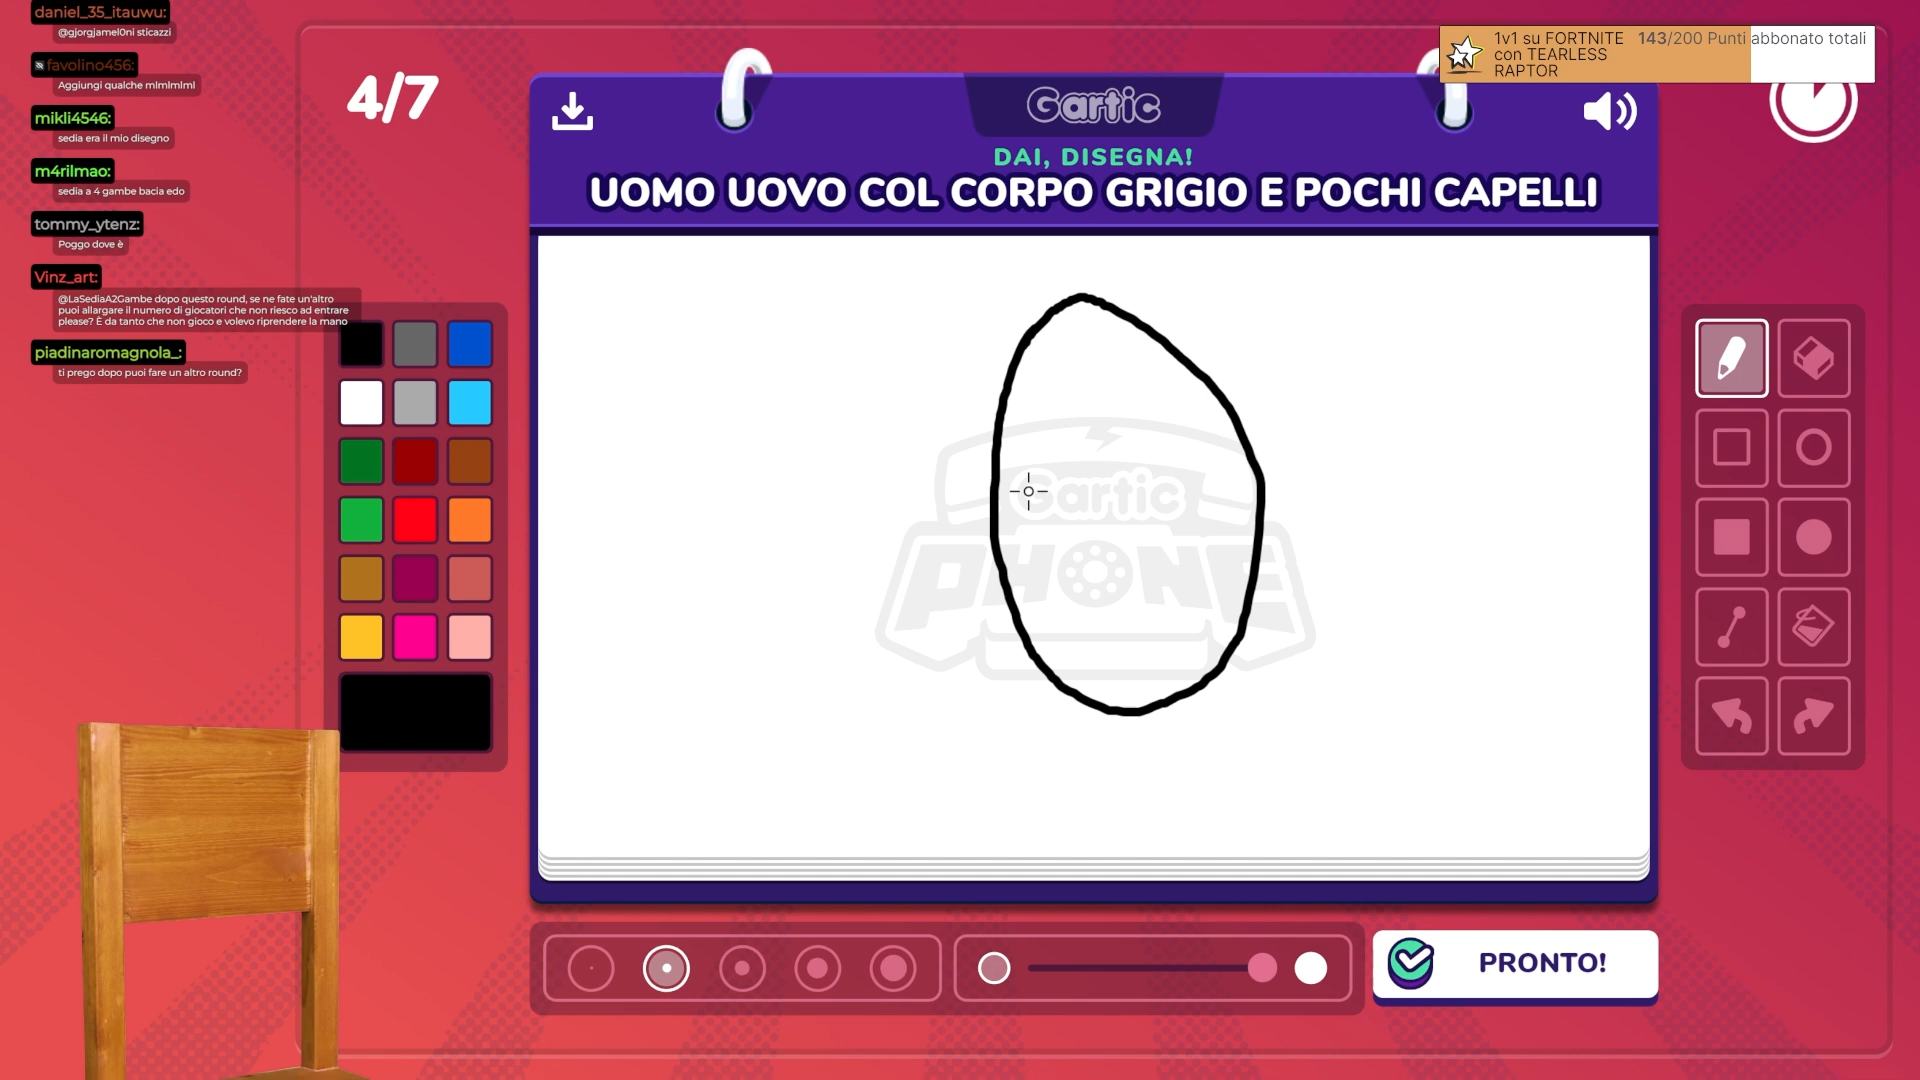 daniel_35_itauwu:
@gjorgjamel0ni sticazzi
favolino456:
Aggiungi qualche mlmlmlml
mikli4546:
sedia era il mio disegno
m4rilmao:
sedia a 4 gambe bacia edo
tommy_ytenz:
Poggo dove è
Vinz_art:
@LaSediaA2Gambe dopo questo round, se ne fate un'altro
puoi allargare il numero di giocatori che non riesco ad entrare
please? È da tanto che non gioco e volevo riprendere la mano
piadinaromagnola_:
ti prego dopo puoi fare un altro round?
4/7
Gartic
DAI, DISEGNA!
UOMO UOVO COL CORPO GRIGIO E POCHI CAPELLI
1v1 su FORTNITE
con TEARLESS
RAPTOR
143/200 Punti abbonato totali
Gartic
PHONE
PRONTO!